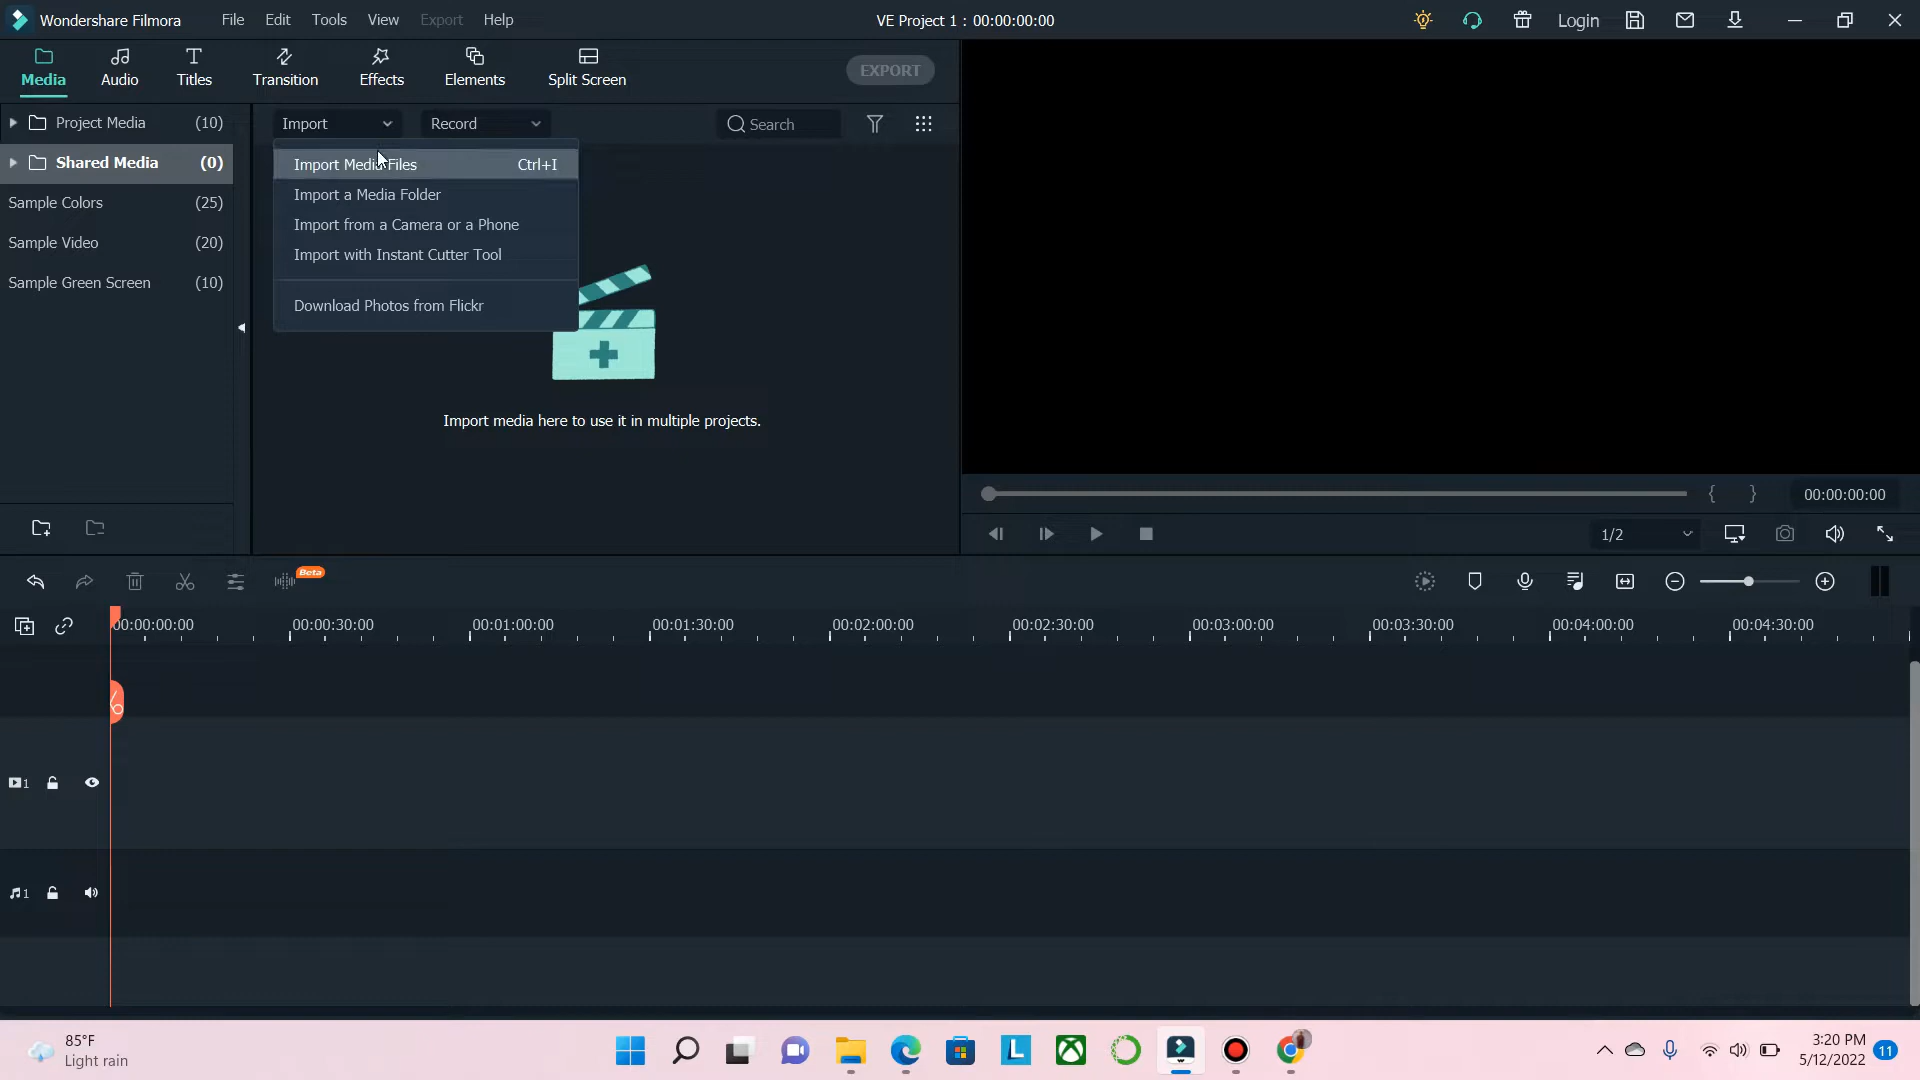 Wondershare Filmora
File
Edit
Tools
View
Export
Help
VE Project 1 : 00:00:00:00
Login
Media
Audio
Titles
Transition
Effects
Elements
Split Screen
EXPORT
Project Media (10)
Shared Media (0)
Sample Colors (25)
Sample Video (20)
Sample Green Screen (10)
Import
Record
Search
Import Media Files Ctrl+I
Import a Media Folder
Import from a Camera or a Phone
Import with Instant Cutter Tool
Download Photos from Flickr
Import media here to use it in multiple projects.
{ }
00:00:00:00
1/2
Beta
00:00:00:00
00:00:30:00
00:01:00:00
00:01:30:00
00:02:00:00
00:02:30:00
00:03:00:00
00:03:30:00
00:04:00:00
00:04:30:00
1
1
85°F
Light rain
L
3:20 PM
5/12/2022
11